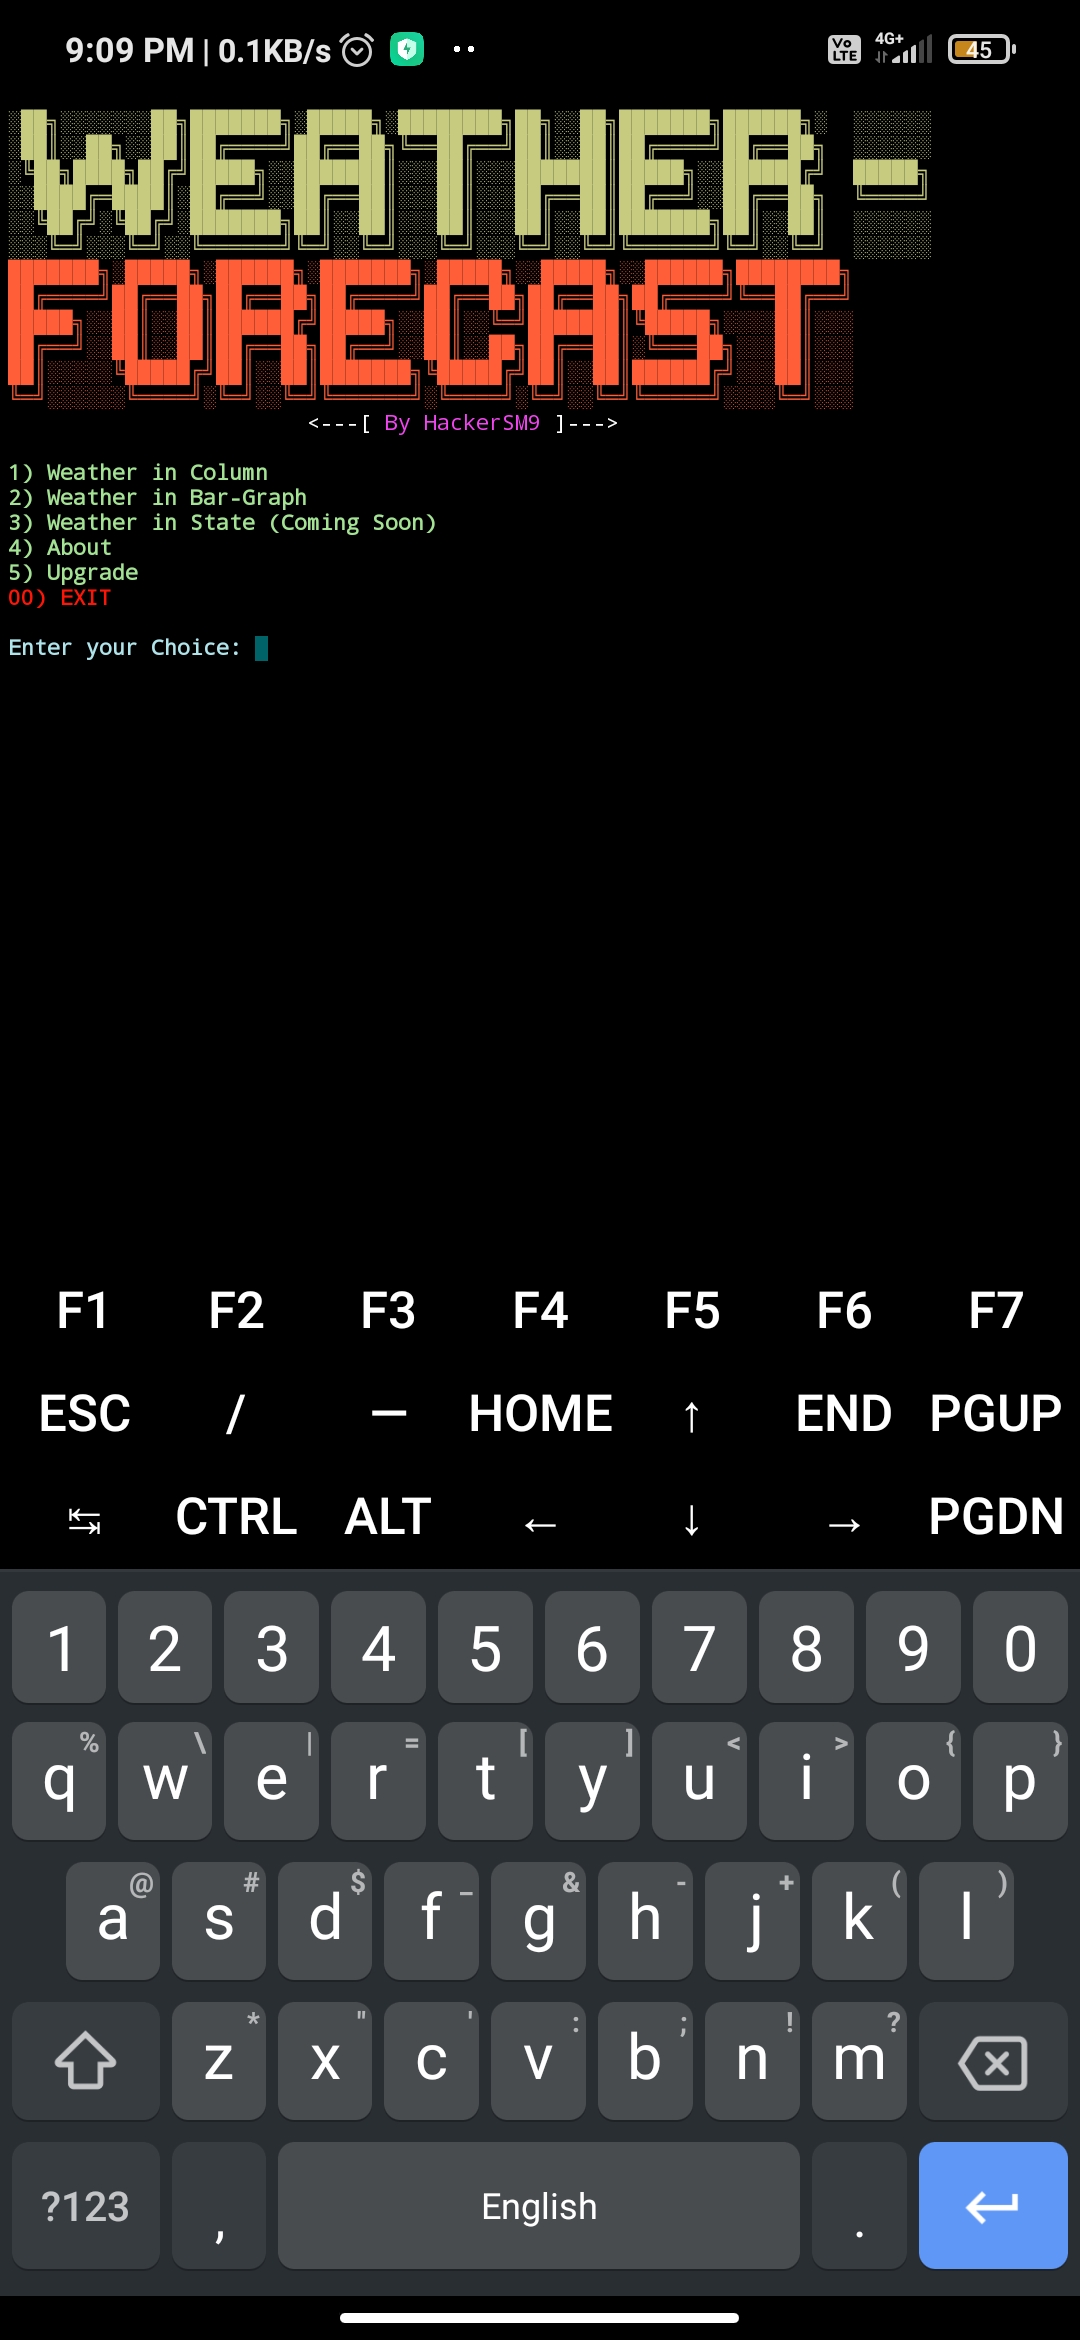 9:09 PM | 0.1KB/s
Vo LTE 4G+ 45
WEATHER -
FORECAST
<---[ By HackerSM9 ]--->
1) Weather in Column
2) Weather in Bar-Graph
3) Weather in State (Coming Soon)
4) About
5) Upgrade
00) EXIT
Enter your Choice:
F1 F2 F3 F4 F5 F6 F7
ESC / — HOME ↑ END PGUP
↹ CTRL ALT ← ↓ → PGDN
1 2 3 4 5 6 7 8 9 0
% \ | = [ ] < > { }
q w e r t y u i o p
@ # $ _ & - + ( )
a s d f g h j k l
* " ' : ; ! ?
z x c v b n m
?123 , English .